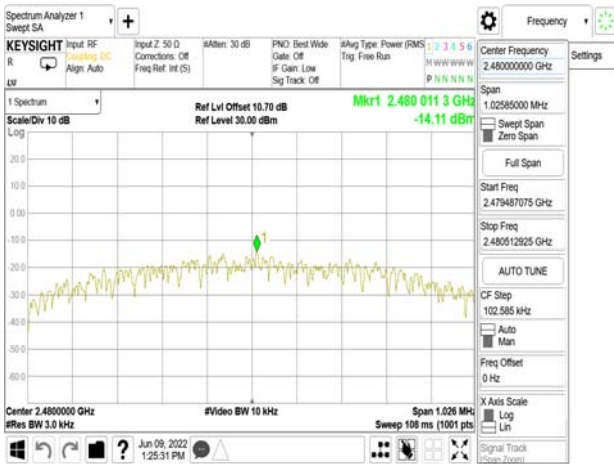 Spectrum Analyzer 1
Swept SA
Frequency
KEYSIGHT
R
Input: RF
Coupling: DC
Align: Auto
Input Z: 50 Ω
Corrections: Off
Freq Ref: Int (S)
#Atten: 30 dB
PNO: Best Wide
Gate: Off
IF Gain: Low
Sig Track: Off
#Avg Type: Power (RMS
Trig: Free Run
1 2 3 4 5 6
M W W W W W
P N N N N N
1 Spectrum
Scale/Div 10 dB
Ref Lvl Offset 10.70 dB
Ref Level 30.00 dBm
Mkr1 2.480 011 3 GHz
-14.11 dBm
Log
20.0
10.0
0.00
-10.0
-20.0
-30.0
-40.0
-50.0
-60.0
1
Center 2.4800000 GHz
#Res BW 3.0 kHz
#Video BW 10 kHz
Span 1.026 MHz
Sweep 108 ms (1001 pts
Jun 09, 2022
1:25:31 PM
Center Frequency
2.480000000 GHz
Settings
Span
1.02585000 MHz
Swept Span
Zero Span
Full Span
Start Freq
2.479487075 GHz
Stop Freq
2.480512925 GHz
AUTO TUNE
CF Step
102.585 kHz
Auto
Man
Freq Offset
0 Hz
X Axis Scale
Log
Lin
Signal Track
(Span Zoom)